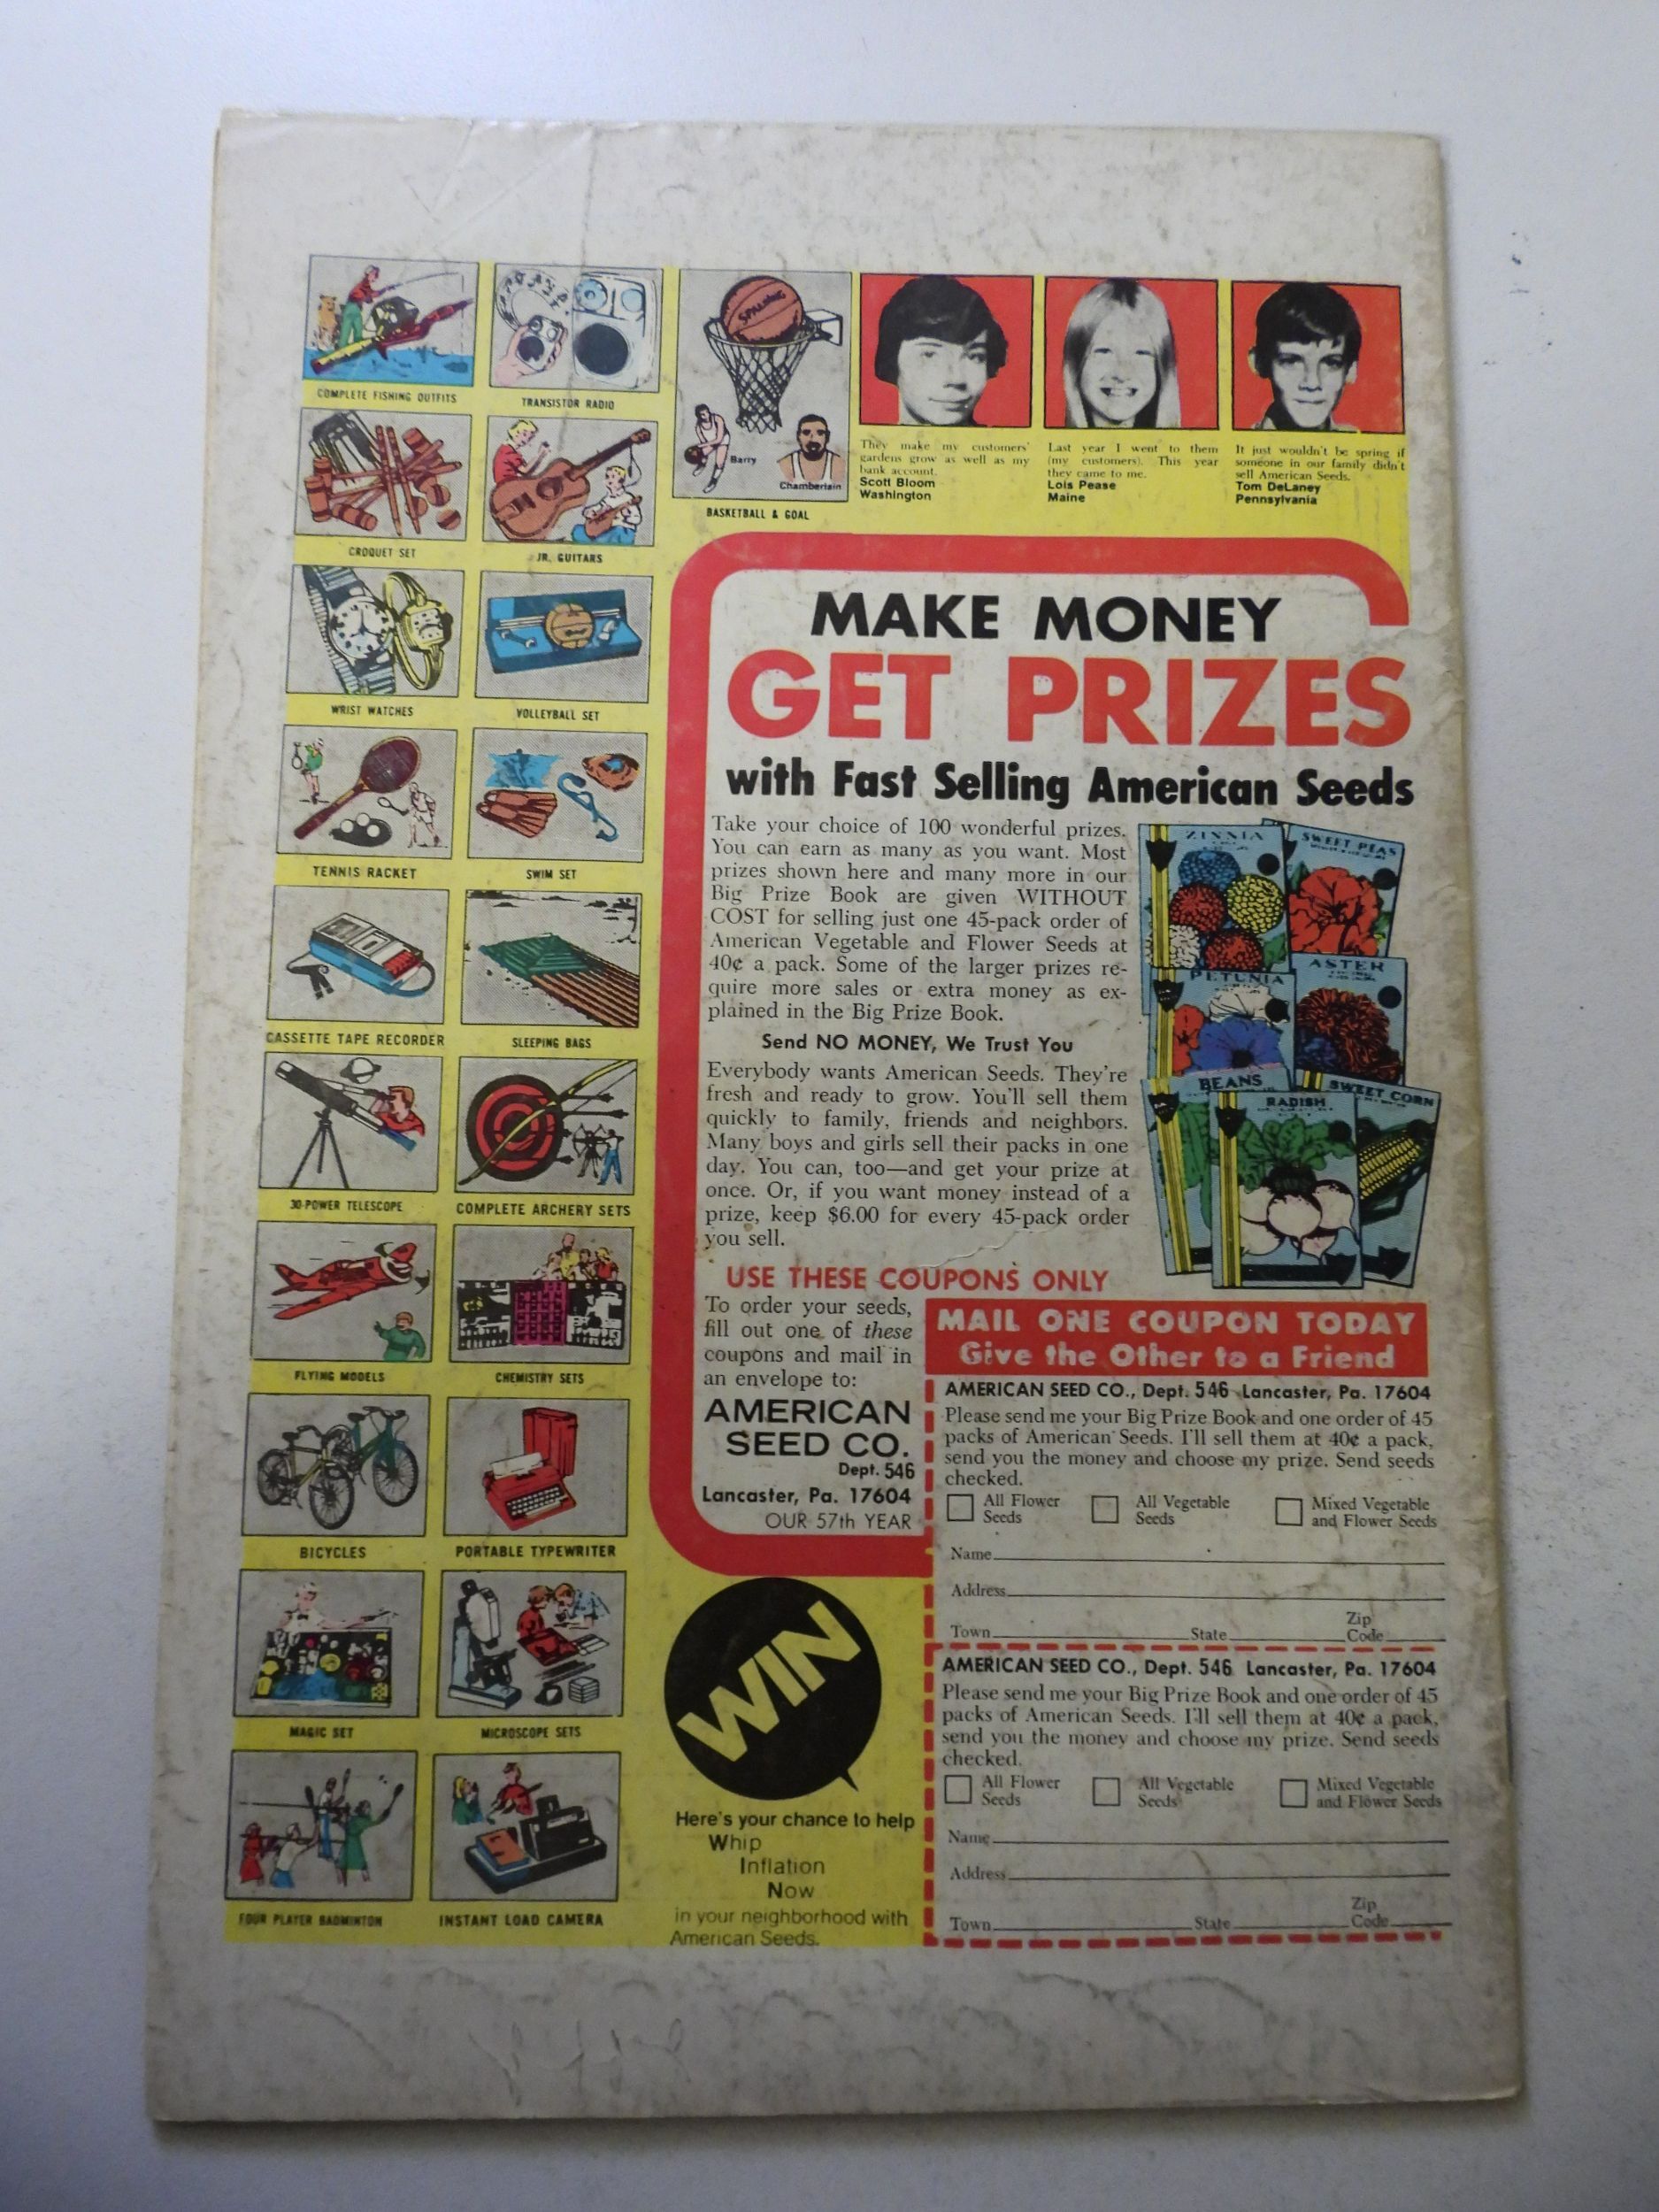 COMPLETE FISHING OUTFITS
TRANSISTOR RADIO
CROQUET SET
JR. GUITARS
WRIST WATCHES
VOLLEYBALL SET
TENNIS RACKET
SWIM SET
CASSETTE TAPE RECORDER
SLEEPING BAGS
30-POWER TELESCOPE
COMPLETE ARCHERY SETS
FLYING MODELS
CHEMISTRY SETS
BICYCLES
PORTABLE TYPEWRITER
MAGIC SET
MICROSCOPE SETS
FOUR PLAYER BADMINTON
INSTANT LOAD CAMERA
SPALDING
Barry
Chamberlain
BASKETBALL & GOAL
They make my customers'
gardens grow as well as my
bank account.
Scott Bloom
Washington
Last year I went to them
(my customers). This year
they came to me.
Lois Pease
Maine
It just wouldn't be spring if
someone in our family didn't
sell American Seeds.
Tom DeLaney
Pennsylvania
MAKE MONEY
GET PRIZES
with Fast Selling American Seeds
Take your choice of 100 wonderful prizes.
You can earn as many as you want. Most
prizes shown here and many more in our
Big Prize Book are given WITHOUT
COST for selling just one 45-pack order of
American Vegetable and Flower Seeds at
40¢ a pack. Some of the larger prizes re-
quire more sales or extra money as ex-
plained in the Big Prize Book.
Send NO MONEY, We Trust You
Everybody wants American Seeds. They're
fresh and ready to grow. You'll sell them
quickly to family, friends and neighbors.
Many boys and girls sell their packs in one
day. You can, too—and get your prize at
once. Or, if you want money instead of a
prize, keep $6.00 for every 45-pack order
you sell.
ZINNIA
SWEET PEAS
PETUNIA
ASTER
BEANS
RADISH
SWEET CORN
USE THESE COUPONS ONLY
To order your seeds,
fill out one of these
coupons and mail in
an envelope to:
AMERICAN
SEED CO.
Dept. 546
Lancaster, Pa. 17604
OUR 57th YEAR
WIN
Here's your chance to help
Whip
Inflation
Now
in your neighborhood with
American Seeds.
MAIL ONE COUPON TODAY
Give the Other to a Friend
AMERICAN SEED CO., Dept. 546 Lancaster, Pa. 17604
Please send me your Big Prize Book and one order of 45
packs of American Seeds. I'll sell them at 40¢ a pack,
send you the money and choose my prize. Send seeds
checked.
All Flower Seeds
All Vegetable Seeds
Mixed Vegetable and Flower Seeds
Name
Address
Town State Zip Code
AMERICAN SEED CO., Dept. 546 Lancaster, Pa. 17604
Please send me your Big Prize Book and one order of 45
packs of American Seeds. I'll sell them at 40¢ a pack,
send you the money and choose my prize. Send seeds
checked.
All Flower Seeds
All Vegetable Seeds
Mixed Vegetable and Flower Seeds
Name
Address
Town State Zip Code